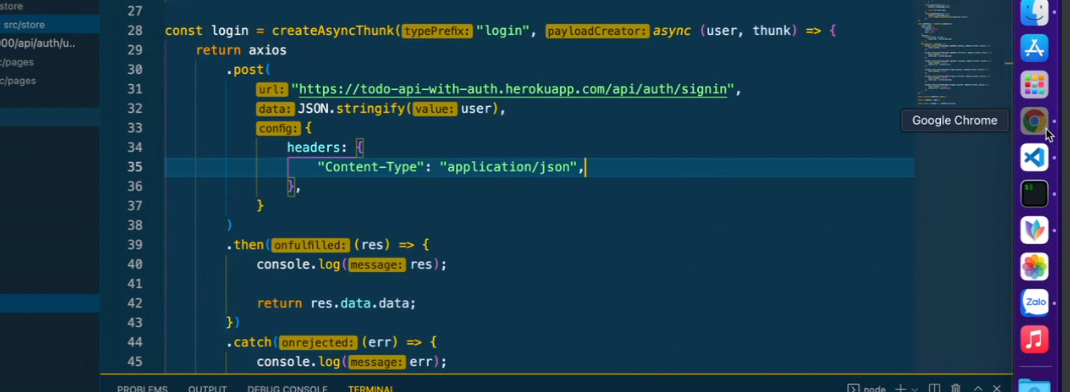 store
src/store
000/api/auth/u..
c/pages
c/pages
27
28 const login = createAsyncThunk(typePrefix: "login", payloadCreator: async (user, thunk) => {
29 return axios
30 .post(
31 url: "https://todo-api-with-auth.herokuapp.com/api/auth/signin",
32 data: JSON.stringify(value: user),
33 config: {
34 headers: {
35 "Content-Type": "application/json",
36 },
37 }
38 )
39 .then(onfulfilled: (res) => {
40 console.log(message: res);
41
42 return res.data.data;
43 })
44 .catch(onrejected: (err) => {
45 console.log(message: err);
PROBLEMS OUTPUT DEBUG CONSOLE TERMINAL node
Google Chrome
Zalo